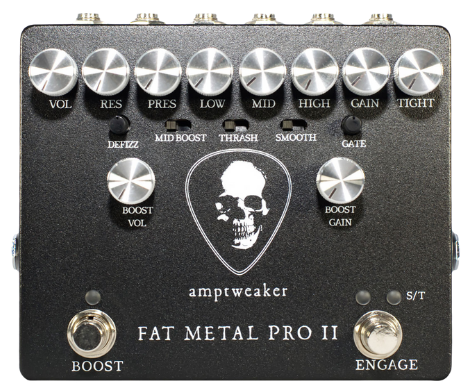 VOL RES PRES LOW MID HIGH GAIN TIGHT
DEFIZZ MID BOOST THRASH SMOOTH GATE
BOOST VOL
BOOST GAIN
amptweaker
S/T
FAT METAL PRO II
BOOST
ENGAGE